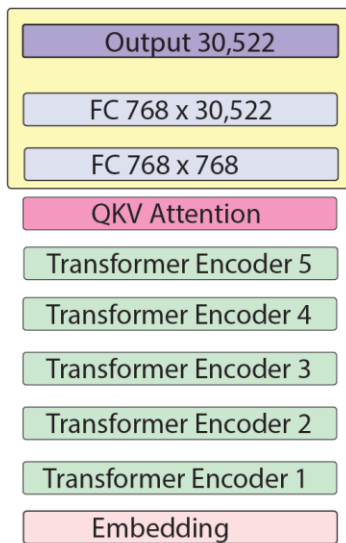 Output 30,522
FC 768 x 30,522
FC 768 x 768
QKV Attention
Transformer Encoder 5
Transformer Encoder 4
Transformer Encoder 3
Transformer Encoder 2
Transformer Encoder 1
Embedding